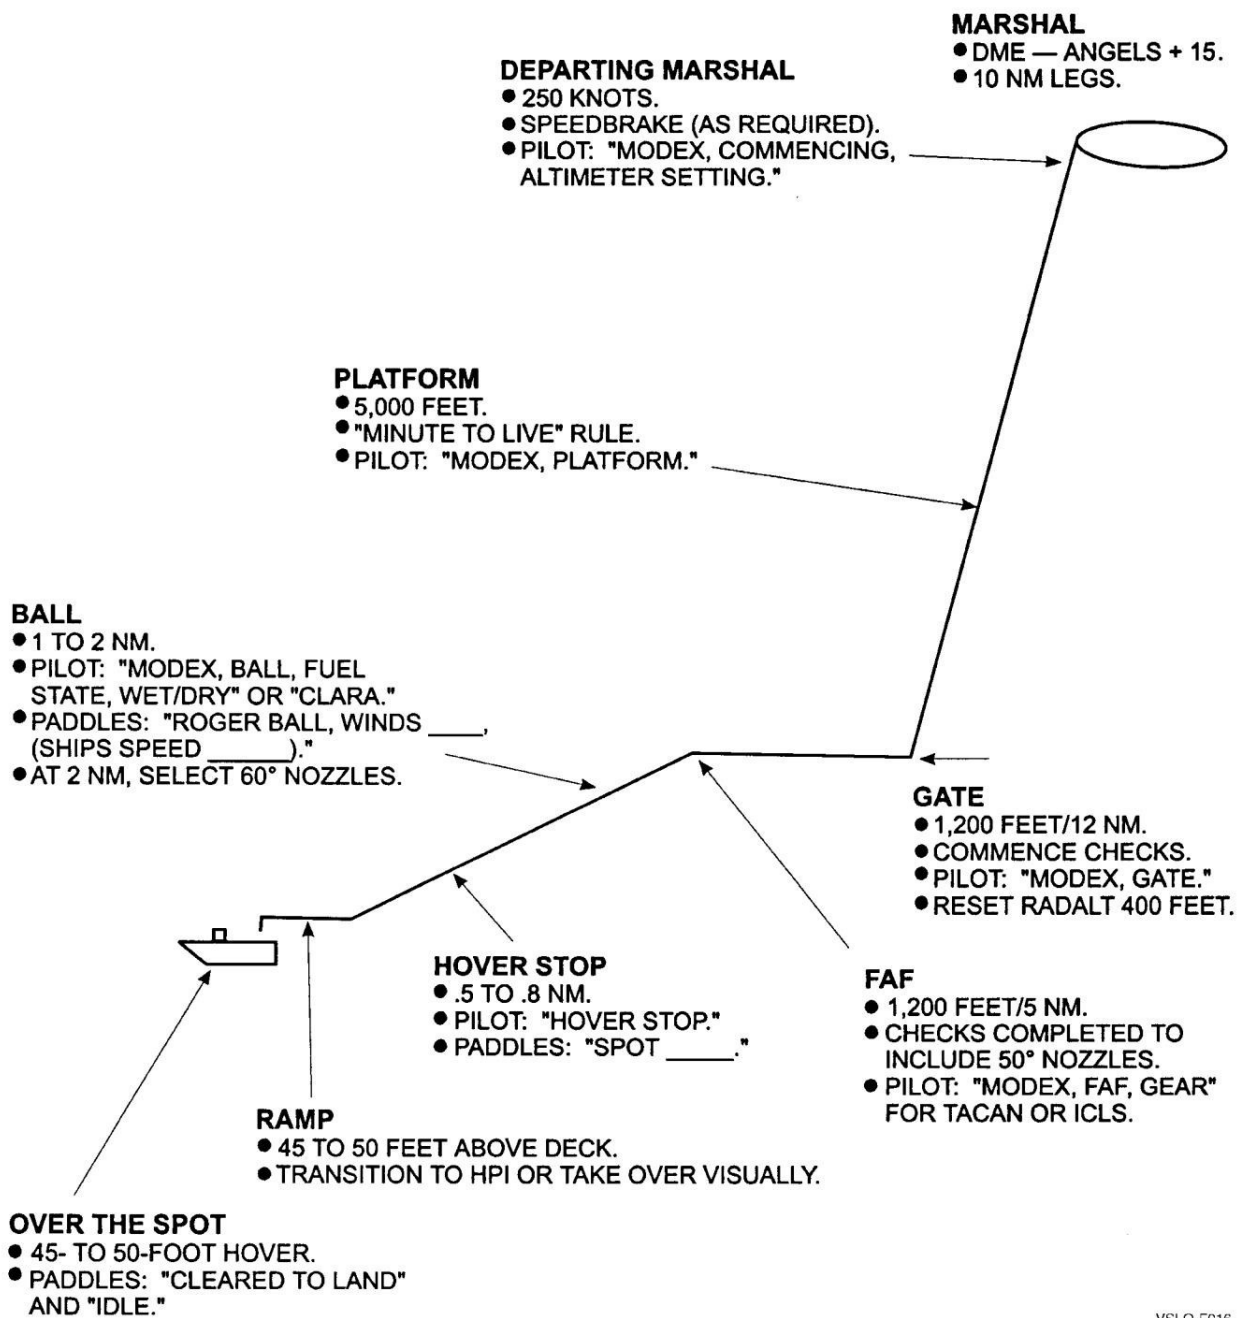 MARSHAL
● DME — ANGELS + 15.
● 10 NM LEGS.
DEPARTING MARSHAL
● 250 KNOTS.
● SPEEDBRAKE (AS REQUIRED).
● PILOT: "MODEX, COMMENCING,
ALTIMETER SETTING."
PLATFORM
● 5,000 FEET.
● "MINUTE TO LIVE" RULE.
● PILOT: "MODEX, PLATFORM."
BALL
● 1 TO 2 NM.
● PILOT: "MODEX, BALL, FUEL
STATE, WET/DRY" OR "CLARA."
● PADDLES: "ROGER BALL, WINDS ____,
(SHIPS SPEED ______)."
● AT 2 NM, SELECT 60° NOZZLES.
GATE
● 1,200 FEET/12 NM.
● COMMENCE CHECKS.
● PILOT: "MODEX, GATE."
● RESET RADALT 400 FEET.
HOVER STOP
● .5 TO .8 NM.
● PILOT: "HOVER STOP."
● PADDLES: "SPOT _____."
FAF
● 1,200 FEET/5 NM.
● CHECKS COMPLETED TO
INCLUDE 50° NOZZLES.
● PILOT: "MODEX, FAF, GEAR"
FOR TACAN OR ICLS.
RAMP
● 45 TO 50 FEET ABOVE DECK.
● TRANSITION TO HPI OR TAKE OVER VISUALLY.
OVER THE SPOT
● 45- TO 50-FOOT HOVER.
● PADDLES: "CLEARED TO LAND"
AND "IDLE."